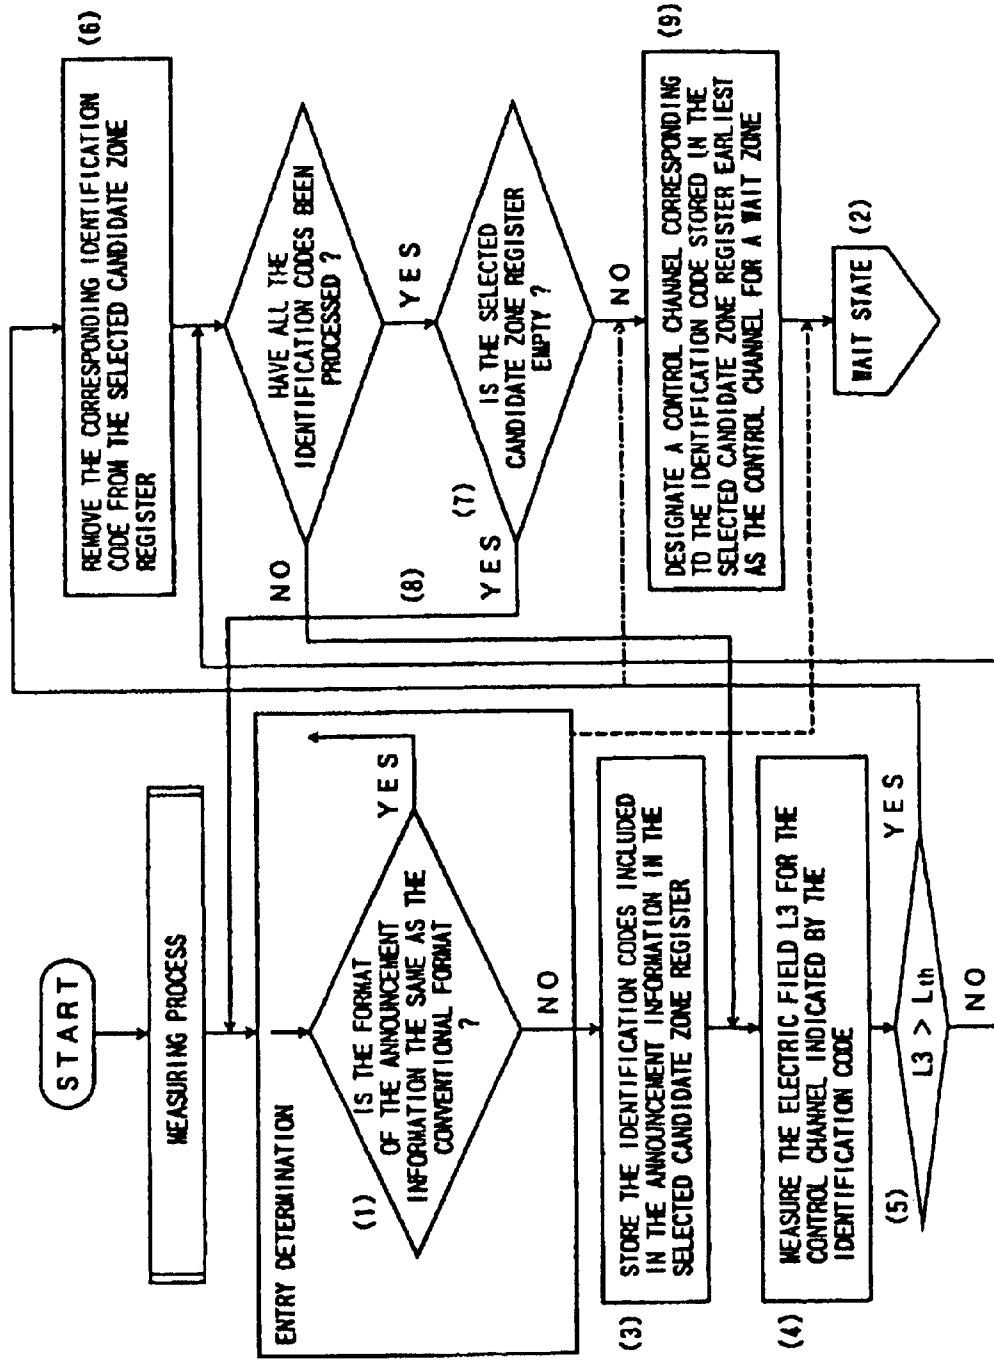 START
MEASURING PROCESS
ENTRY DETERMINATION
(1)
IS THE FORMAT
OF THE ANNOUNCEMENT
INFORMATION THE SAME AS THE
CONVENTIONAL FORMAT
?
YES
NO
(3)
STORE THE IDENTIFICATION CODES INCLUDED
IN THE ANNOUNCEMENT INFORMATION IN THE
SELECTED CANDIDATE ZONE REGISTER
(4)
MEASURE THE ELECTRIC FIELD L3 FOR THE
CONTROL CHANNEL INDICATED BY THE
IDENTIFICATION CODE
(5)
L3 > Lth
YES
NO
(6)
REMOVE THE CORRESPONDING IDENTIFICATION
CODE FROM THE SELECTED CANDIDATE ZONE
REGISTER
HAVE ALL THE
IDENTIFICATION CODES BEEN
PROCESSED ?
NO
YES
(8)
(7)
IS THE SELECTED
CANDIDATE ZONE REGISTER
EMPTY ?
YES
NO
(9)
DESIGNATE A CONTROL CHANNEL CORRESPONDING
TO THE IDENTIFICATION CODE STORED IN THE
SELECTED CANDIDATE ZONE REGISTER EARLIEST
AS THE CONTROL CHANNEL FOR A WAIT ZONE
WAIT STATE
(2)